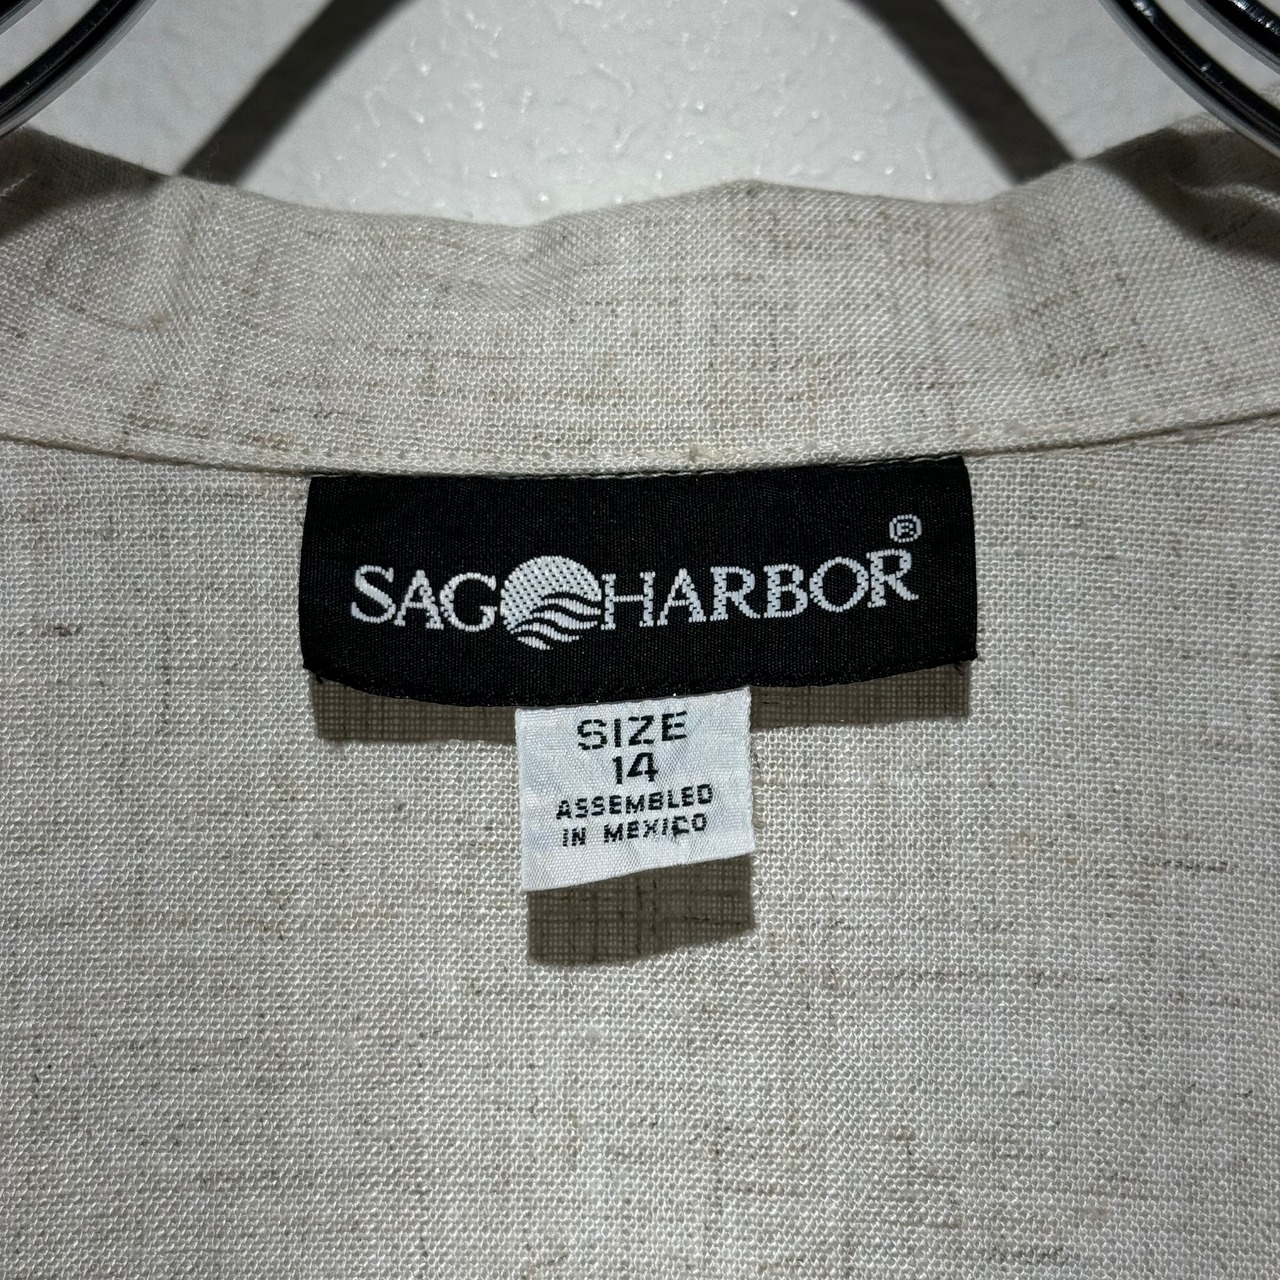 SAG HARBOR®
SIZE
14
ASSEMBLED
IN MEXICO